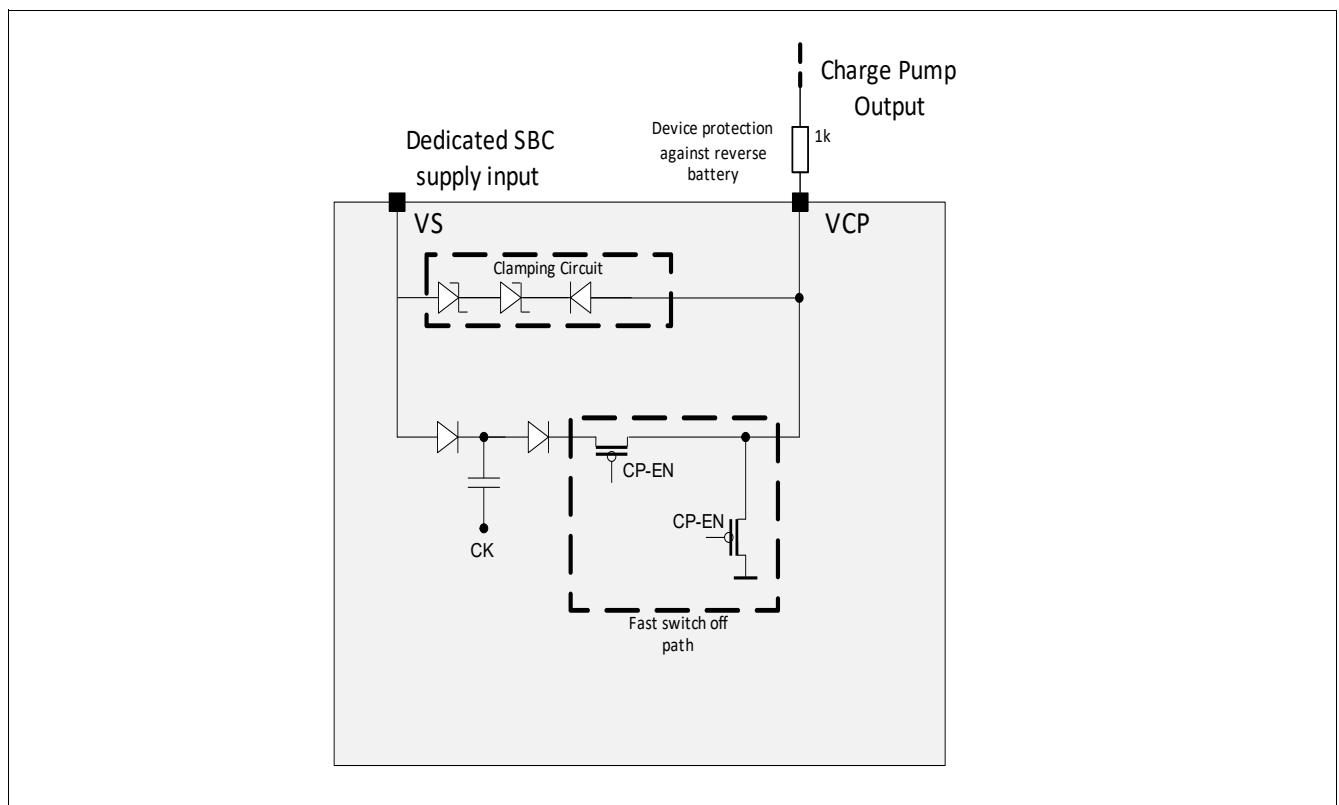 Charge Pump
Output
1k
Device protection
against reverse
battery
Dedicated SBC
supply input
VS
VCP
Clamping Circuit
CP-EN
CP-EN
CK
Fast switch off
path